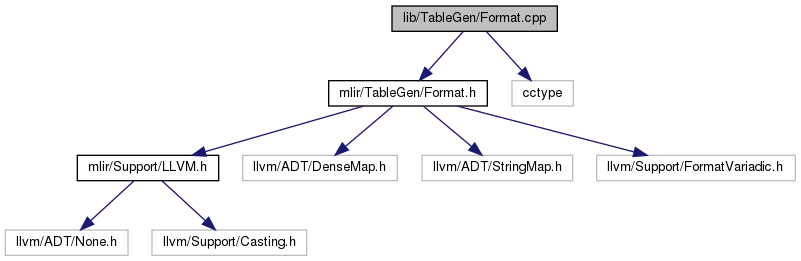 lib/TableGen/Format.cpp
mlir/TableGen/Format.h
cctype
mlir/Support/LLVM.h
llvm/ADT/DenseMap.h
llvm/ADT/StringMap.h
llvm/Support/FormatVariadic.h
llvm/ADT/None.h
llvm/Support/Casting.h